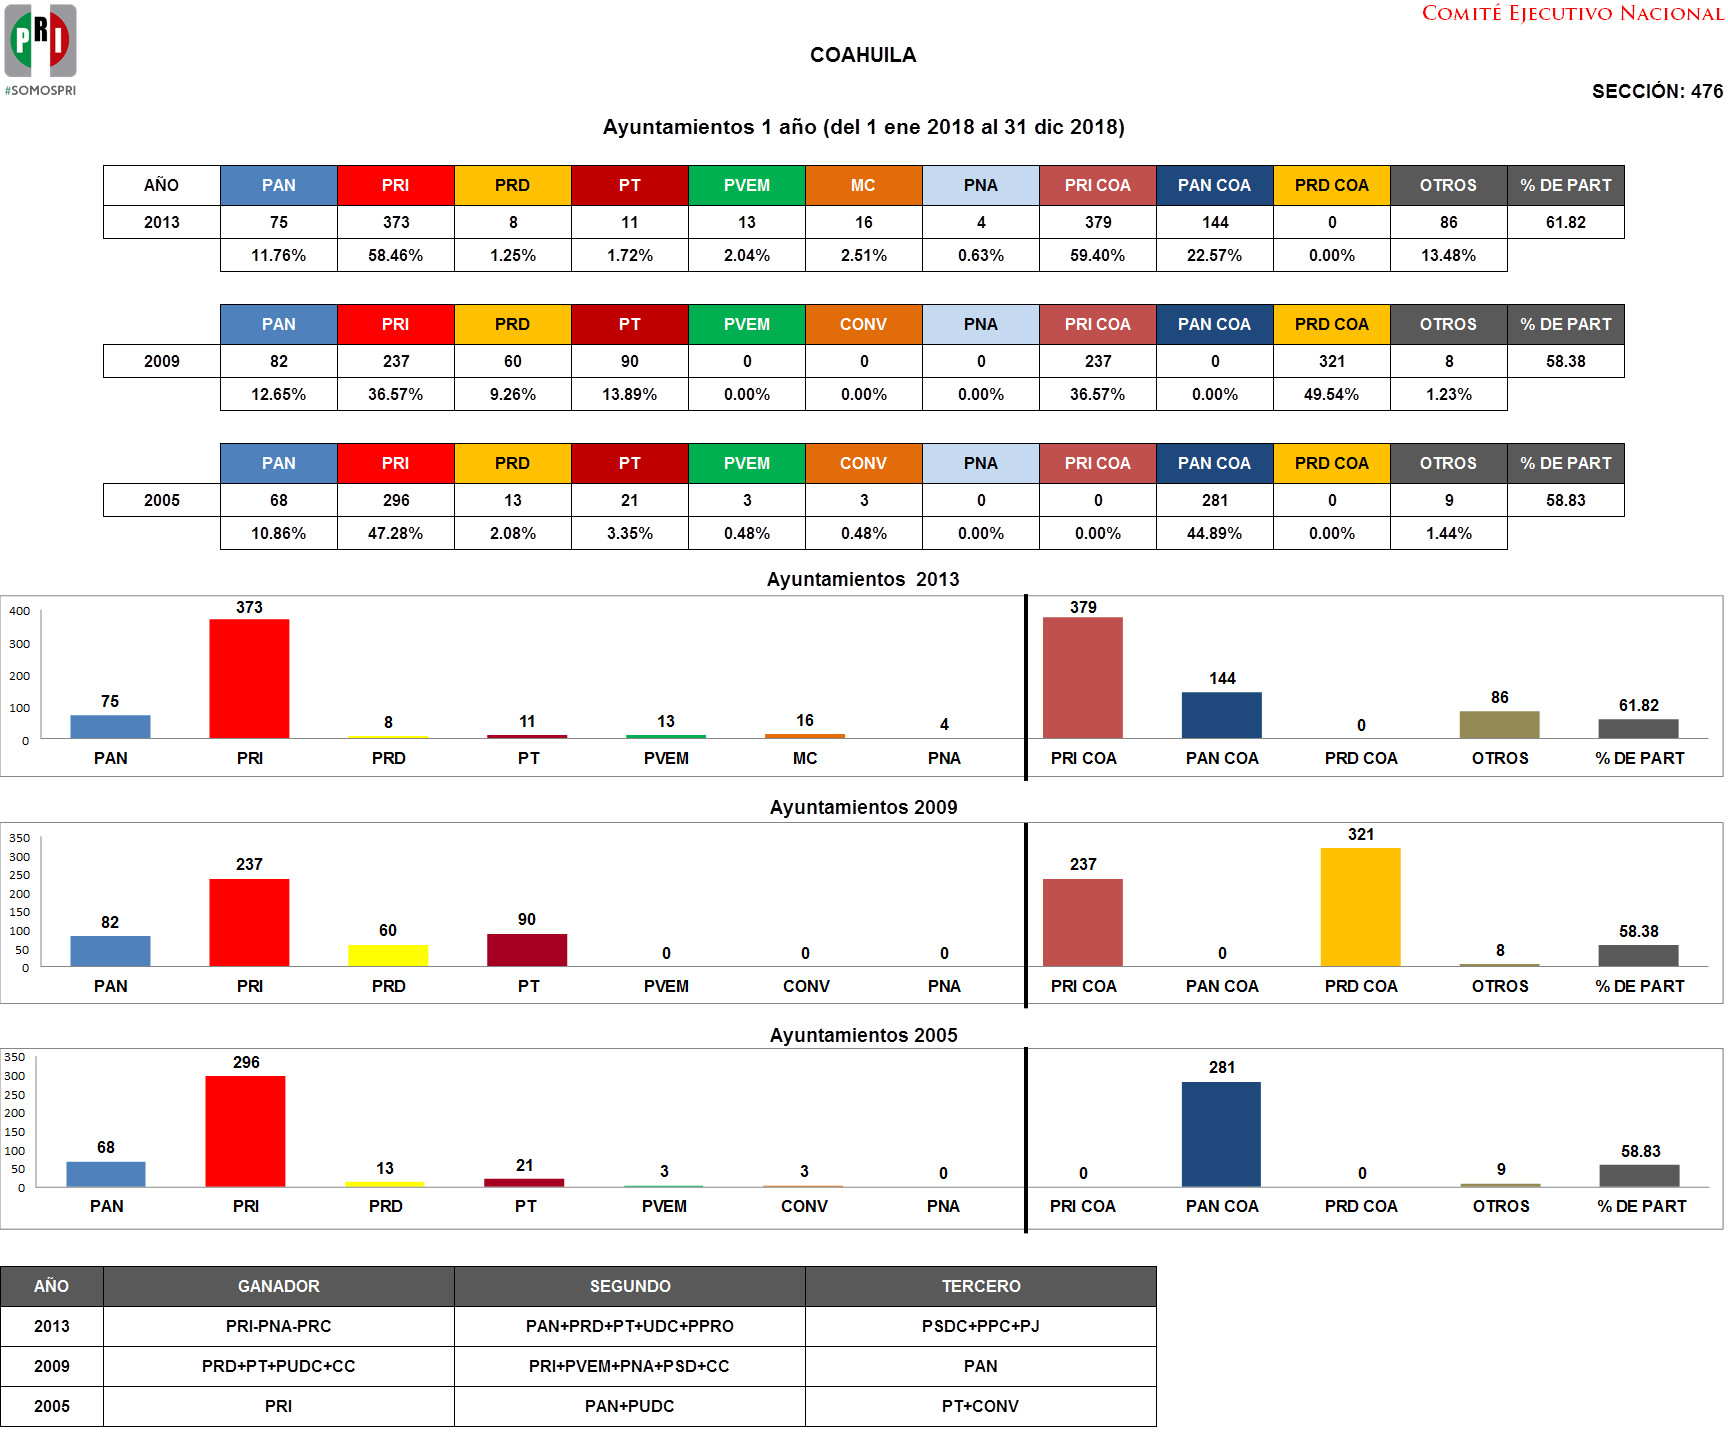 PRI
#SOMOSPRI
COMITÉ EJECUTIVO NACIONAL
COAHUILA
SECCIÓN: 476
Ayuntamientos 1 año (del 1 ene 2018 al 31 dic 2018)
AÑO PAN PRI PRD PT PVEM MC PNA PRI COA PAN COA PRD COA OTROS % DE PART
2013 75 373 8 11 13 16 4 379 144 0 86 61.82
11.76% 58.46% 1.25% 1.72% 2.04% 2.51% 0.63% 59.40% 22.57% 0.00% 13.48%
PAN PRI PRD PT PVEM CONV PNA PRI COA PAN COA PRD COA OTROS % DE PART
2009 82 237 60 90 0 0 0 237 0 321 8 58.38
12.65% 36.57% 9.26% 13.89% 0.00% 0.00% 0.00% 36.57% 0.00% 49.54% 1.23%
PAN PRI PRD PT PVEM CONV PNA PRI COA PAN COA PRD COA OTROS % DE PART
2005 68 296 13 21 3 3 0 0 281 0 9 58.83
10.86% 47.28% 2.08% 3.35% 0.48% 0.48% 0.00% 0.00% 44.89% 0.00% 1.44%
Ayuntamientos 2013
400
300
200
100
0
75 373 8 11 13 16 4 379 144 0 86 61.82
PAN PRI PRD PT PVEM MC PNA PRI COA PAN COA PRD COA OTROS % DE PART
Ayuntamientos 2009
350
300
250
200
150
100
50
0
82 237 60 90 0 0 0 237 0 321 8 58.38
PAN PRI PRD PT PVEM CONV PNA PRI COA PAN COA PRD COA OTROS % DE PART
Ayuntamientos 2005
350
300
250
200
150
100
50
0
68 296 13 21 3 3 0 0 281 0 9 58.83
PAN PRI PRD PT PVEM CONV PNA PRI COA PAN COA PRD COA OTROS % DE PART
AÑO GANADOR SEGUNDO TERCERO
2013 PRI-PNA-PRC PAN+PRD+PT+UDC+PPRO PSDC+PPC+PJ
2009 PRD+PT+PUDC+CC PRI+PVEM+PNA+PSD+CC PAN
2005 PRI PAN+PUDC PT+CONV